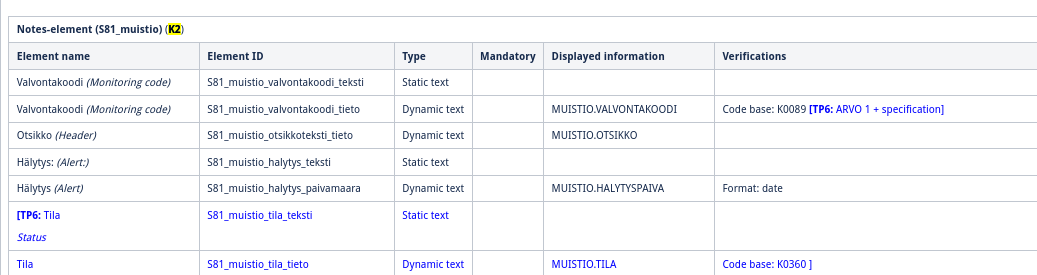 Notes-element (S81_muistio) (K2)
Element name Element ID Type Mandatory Displayed information Verifications
Valvontakoodi (Monitoring code) S81_muistio_valvontakoodi_teksti Static text
Valvontakoodi (Monitoring code) S81_muistio_valvontakoodi_tieto Dynamic text MUISTIO.VALVONTAKOODI Code base: K0089 [TP6: ARVO 1 + specification]
Otsikko (Header) S81_muistio_otsikkoteksti_tieto Dynamic text MUISTIO.OTSIKKO
Hälytys: (Alert:) S81_muistio_halytys_teksti Static text
Hälytys (Alert) S81_muistio_halytys_paivamaara Dynamic text MUISTIO.HALYTYSPAIVA Format: date
[TP6: Tila S81_muistio_tila_teksti Static text
Status
Tila S81_muistio_tila_tieto Dynamic text MUISTIO.TILA Code base: K0360 ]